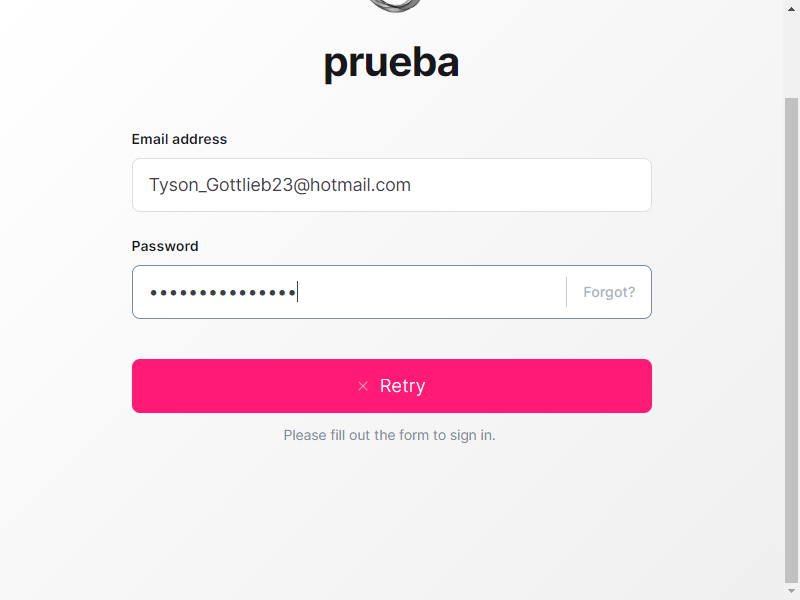 prueba
Email address
Tyson_Gottlieb23@hotmail.com
Password
•••••••••••••••
Forgot?
× Retry
Please fill out the form to sign in.